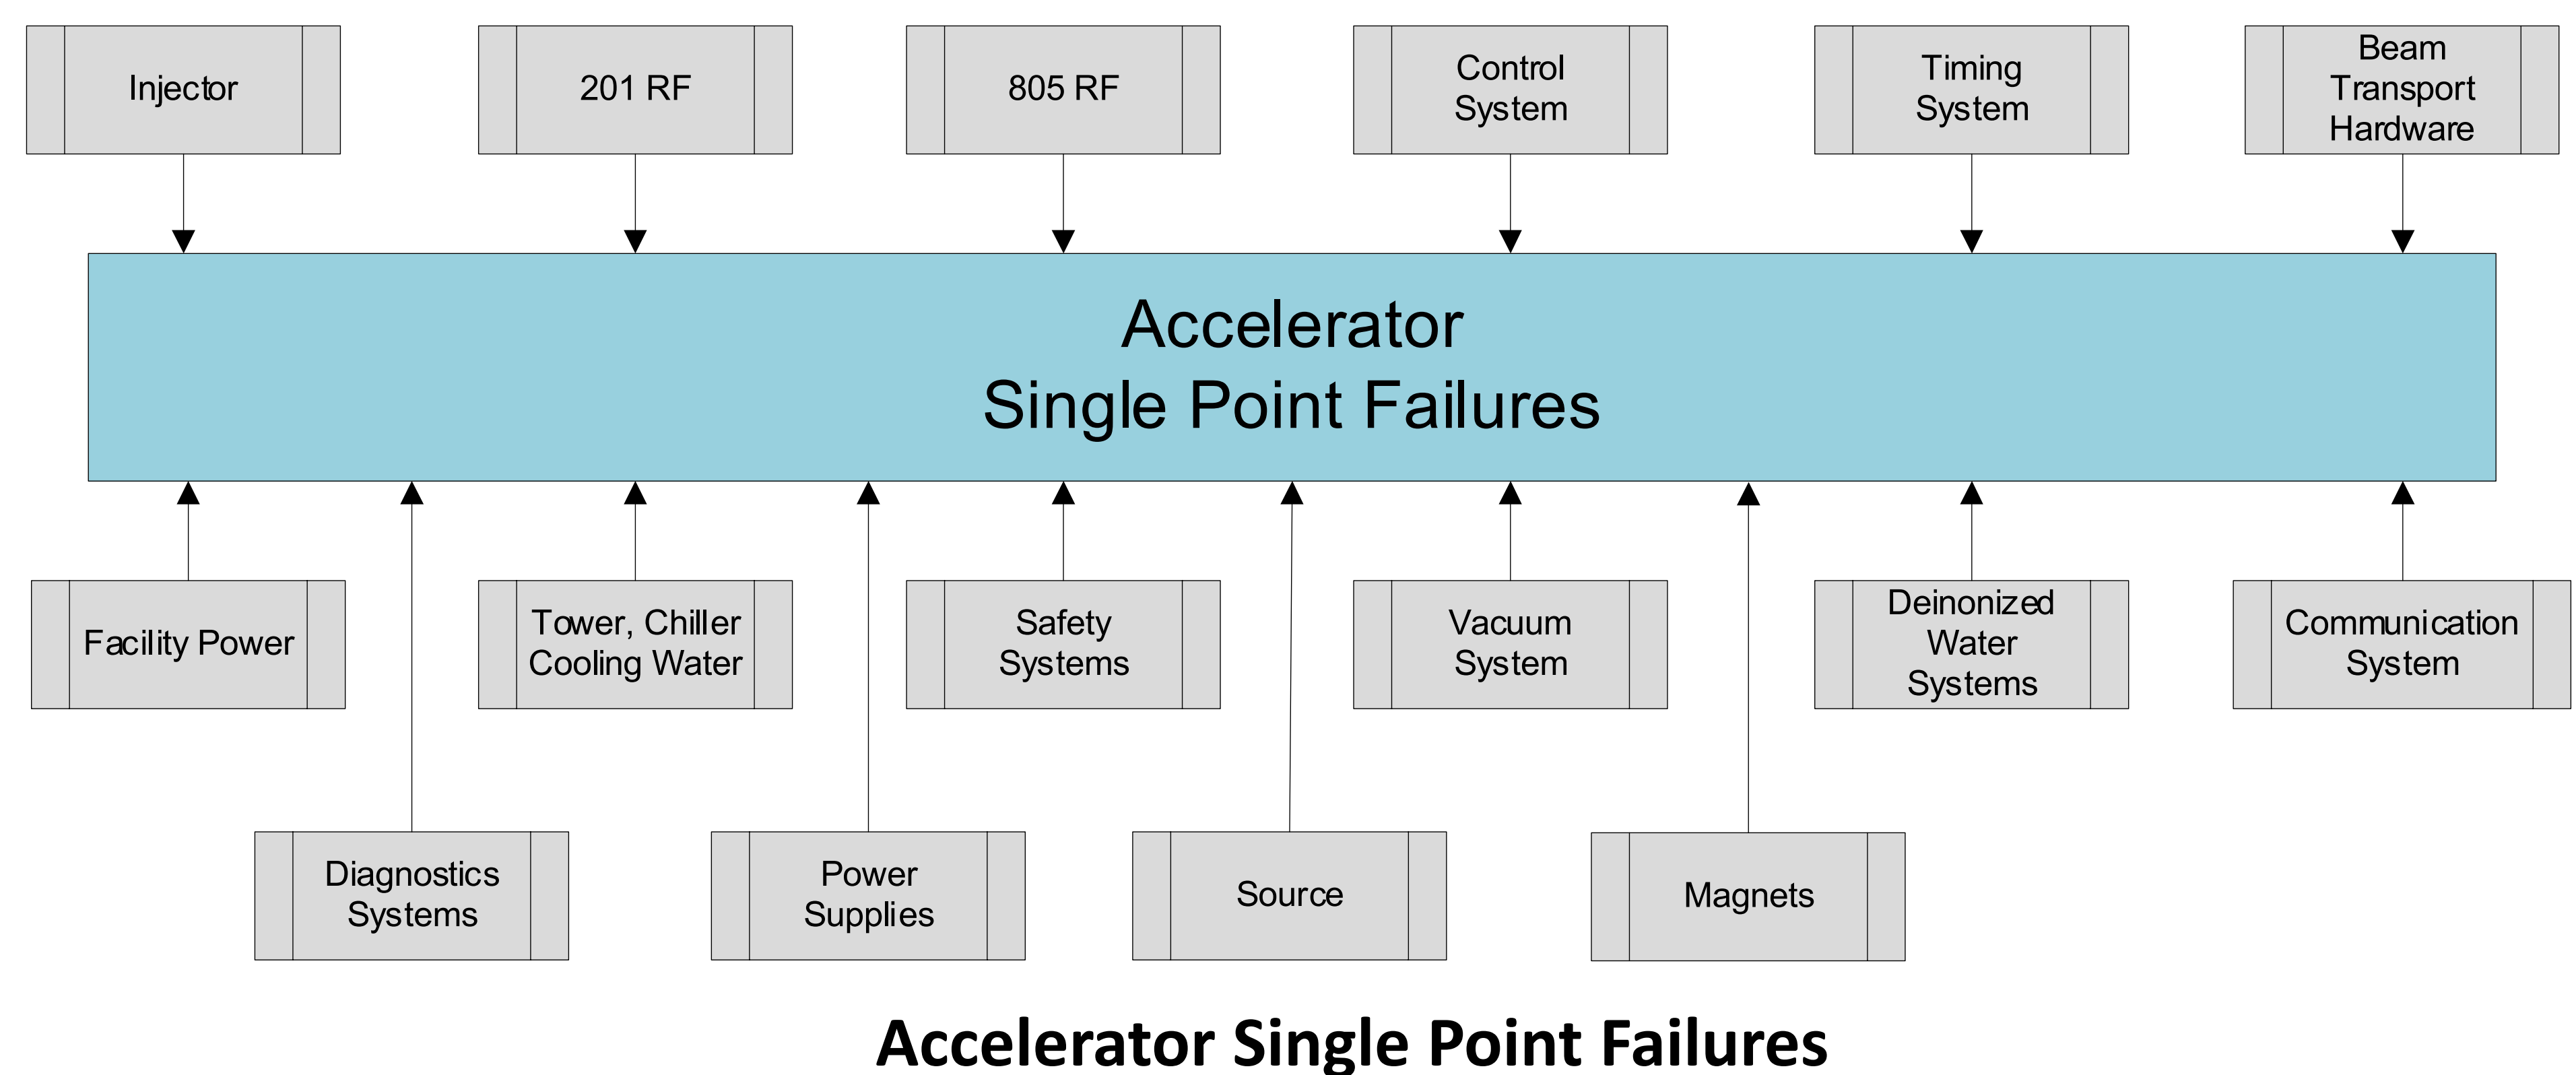 Injector
201 RF
805 RF
Control
System
Timing
System
Beam
Transport
Hardware
Accelerator
Single Point Failures
Facility Power
Tower, Chiller
Cooling Water
Safety
Systems
Vacuum
System
Deinonized
Water
Systems
Communication
System
Diagnostics
Systems
Power
Supplies
Source
Magnets
Accelerator Single Point Failures